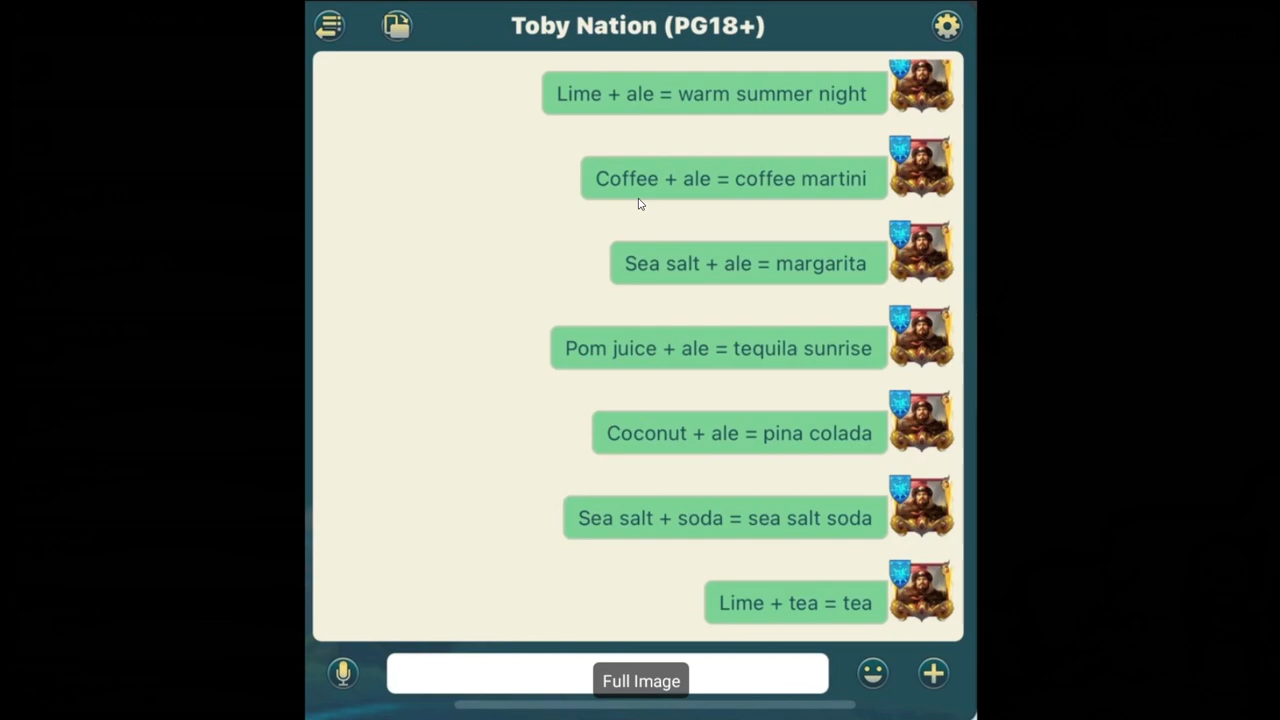 Toby Nation (PG18+)
Lime + ale = warm summer night
Coffee + ale = coffee martini
Sea salt + ale = margarita
Pom juice + ale = tequila sunrise
Coconut + ale = pina colada
Sea salt + soda = sea salt soda
Lime + tea = tea
Full Image